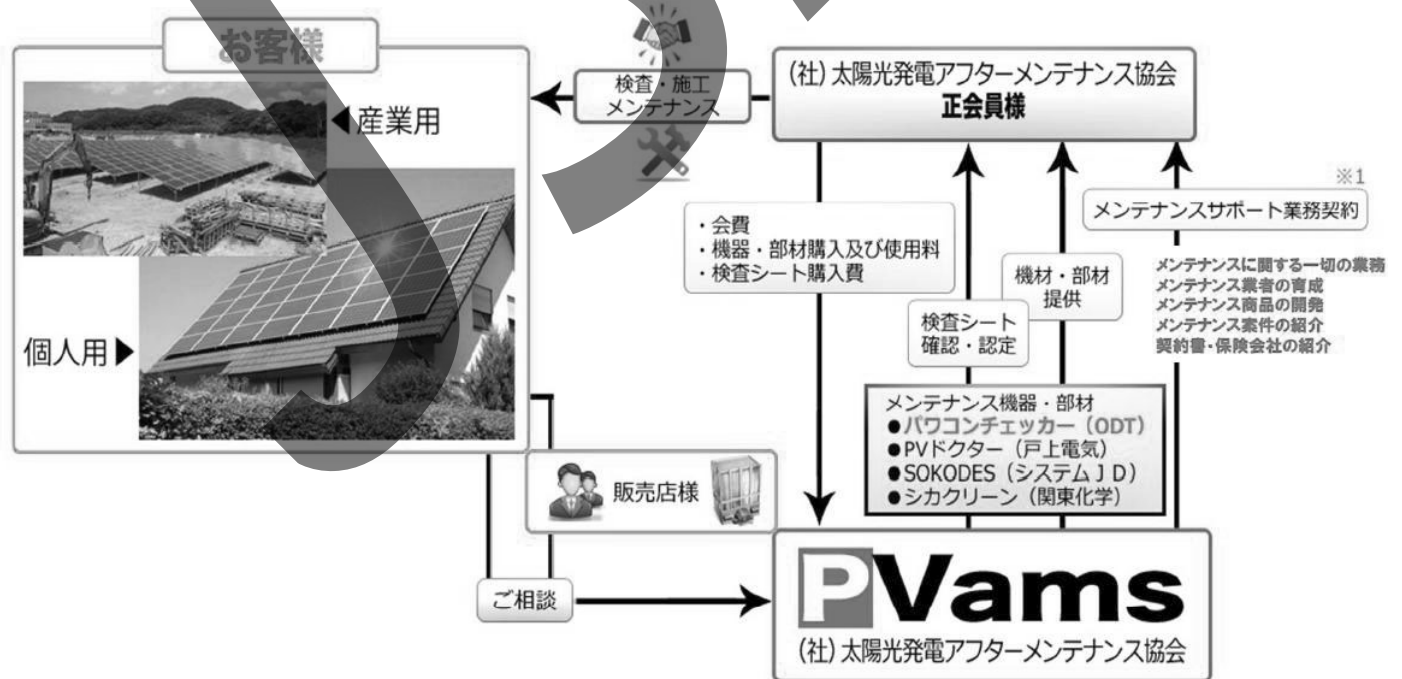 お客様
◀産業用
個人用▶
検査・施工
メンテナンス
(社)太陽光発電アフターメンテナンス協会
正会員様
・会費
・機器・部材購入及び使用料
・検査シート購入費
検査シート
確認・認定
機材・部材
提供
※1
メンテナンスサポート業務契約
メンテナンスに関する一切の業務
メンテナンス業者の育成
メンテナンス商品の開発
メンテナンス案件の紹介
契約書・保険会社の紹介
メンテナンス機器・部材
●パワコンチェッカー（ODT）
●PVドクター（戸上電気）
●SOKODES（システムＪＤ）
●シカクリーン（関東化学）
販売店様
ご相談
PVams
(社)太陽光発電アフターメンテナンス協会